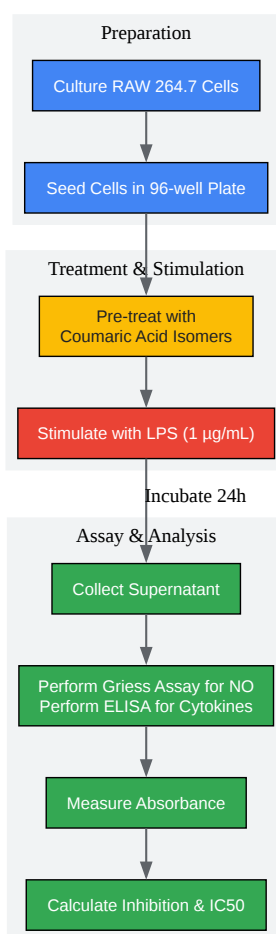 Preparation
Culture RAW 264.7 Cells
Seed Cells in 96-well Plate
Treatment & Stimulation
Pre-treat with
Coumaric Acid Isomers
Stimulate with LPS (1 µg/mL)
Incubate 24h
Assay & Analysis
Collect Supernatant
Perform Griess Assay for NO
Perform ELISA for Cytokines
Measure Absorbance
Calculate Inhibition & IC50